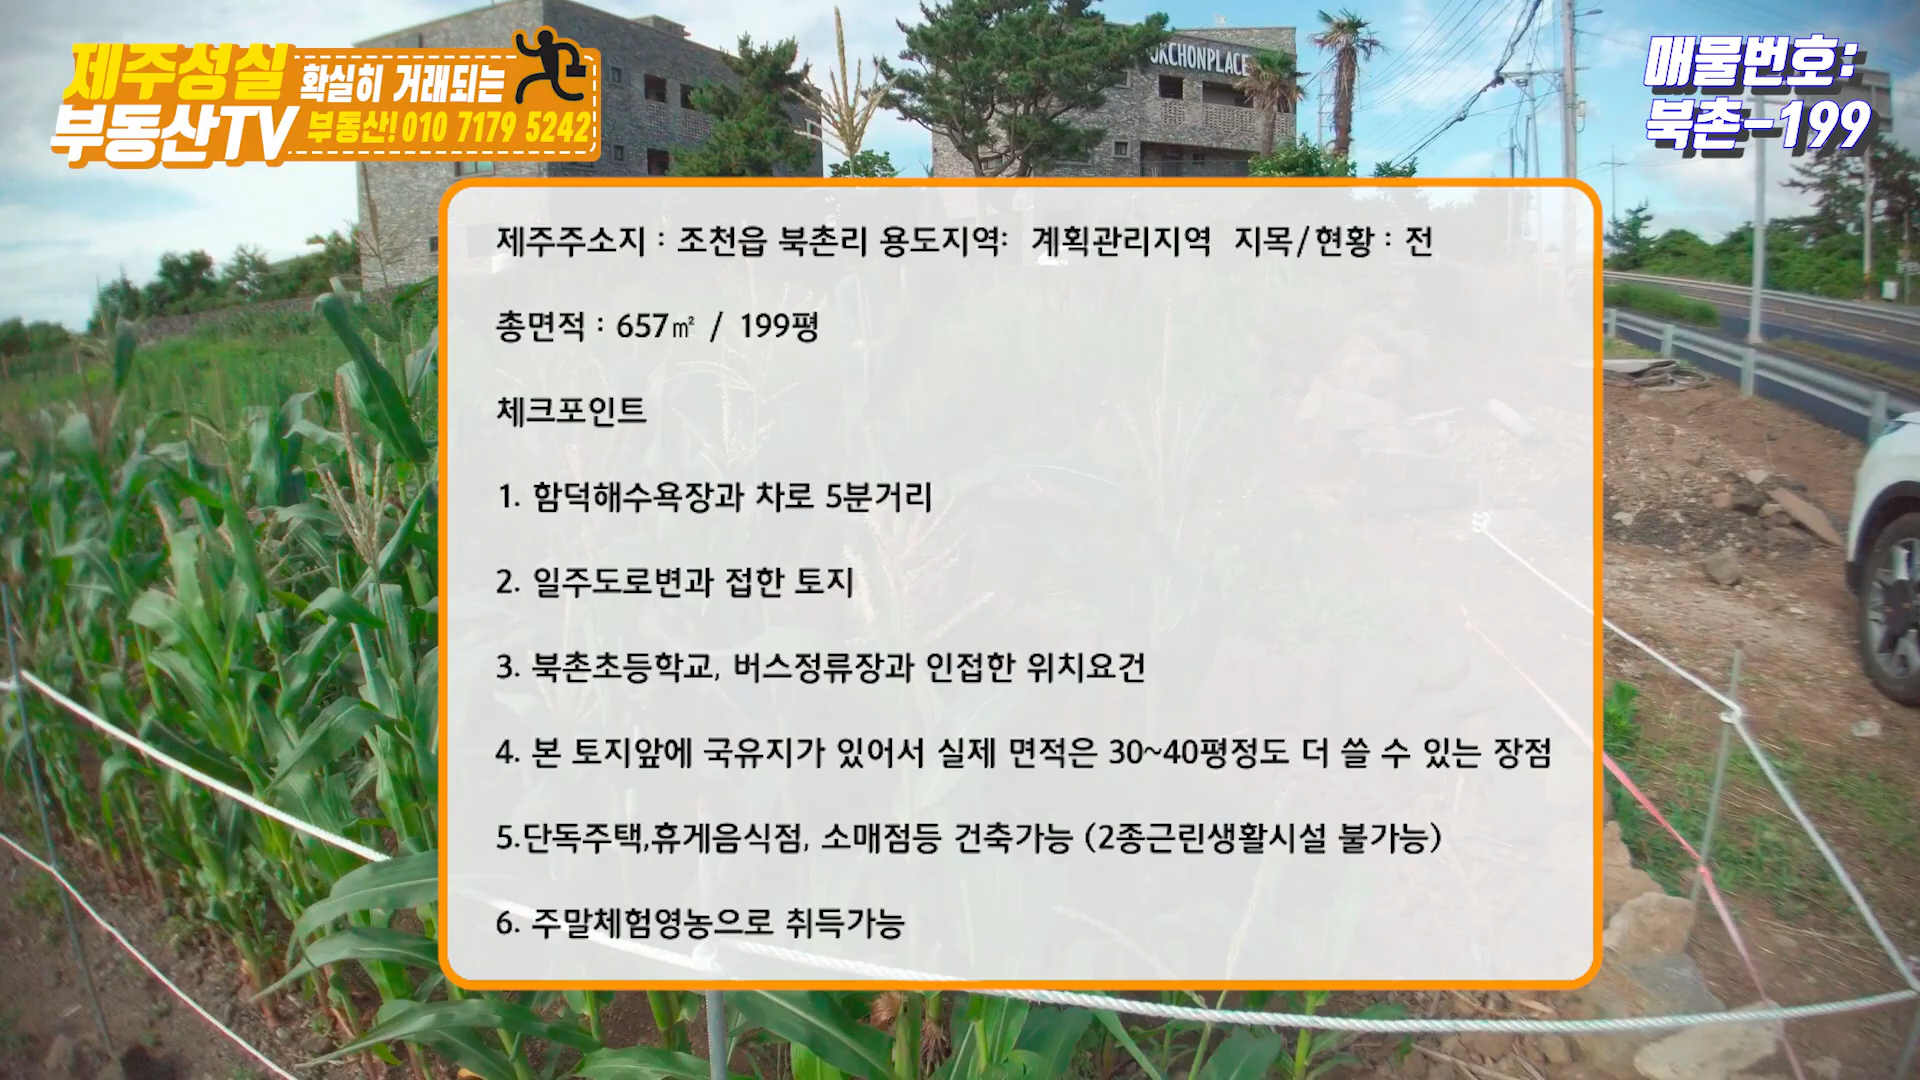 제주성실
부동산TV
확실히 거래되는
부동산! 010 7179 5242
OKCHONPLACE
매물번호:
북촌-199
제주주소지 : 조천읍 북촌리 용도지역: 계획관리지역 지목/현황 : 전
총면적 : 657㎡ / 199평
체크포인트
1. 함덕해수욕장과 차로 5분거리
2. 일주도로변과 접한 토지
3. 북촌초등학교, 버스정류장과 인접한 위치요건
4. 본 토지앞에 국유지가 있어서 실제 면적은 30~40평정도 더 쓸 수 있는 장점
5.단독주택,휴게음식점, 소매점등 건축가능 (2종근린생활시설 불가능)
6. 주말체험영농으로 취득가능